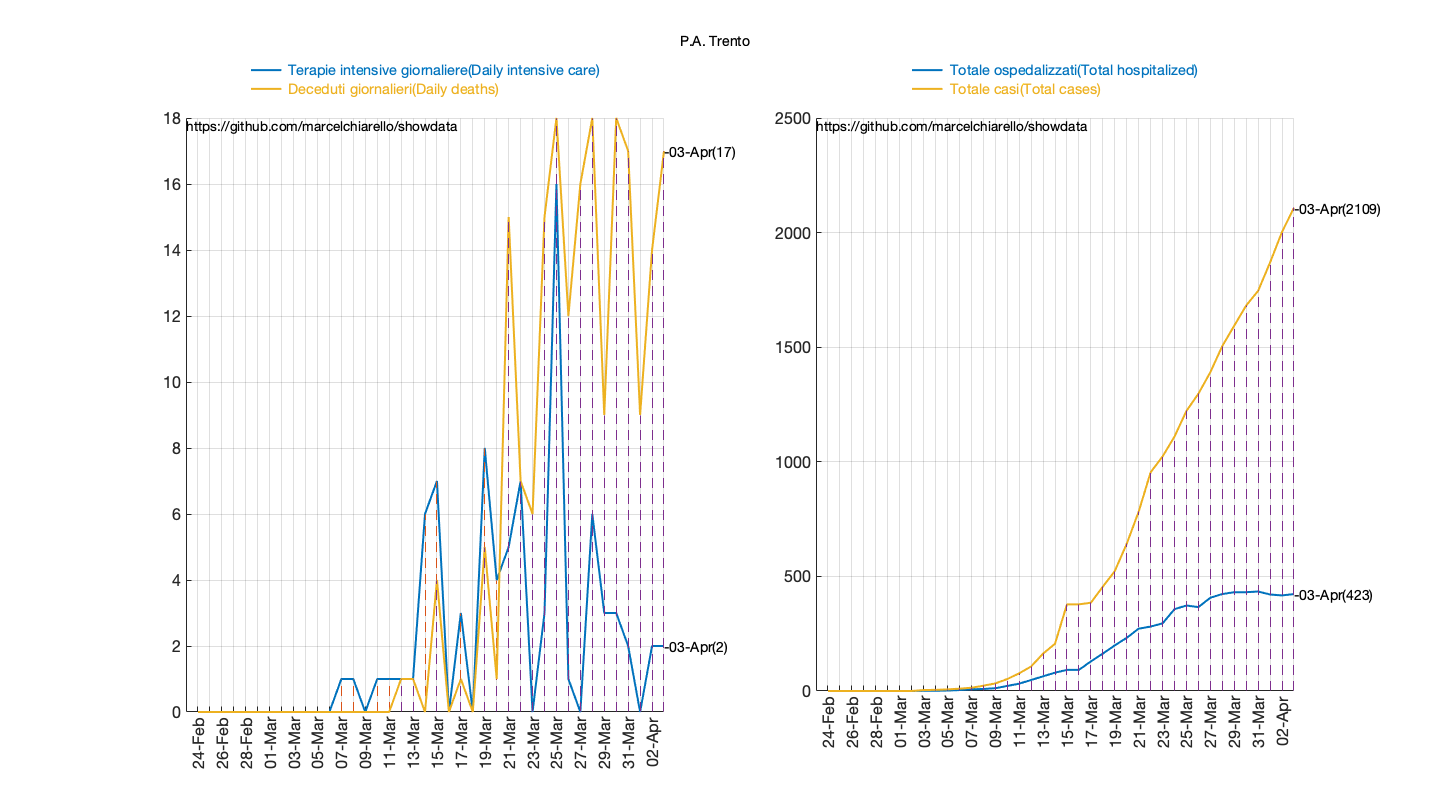 P.A. Trento
Terapie intensive giornaliere(Daily intensive care)
Deceduti giornalieri(Daily deaths)
18
https://github.com/marcelchiarello/showdata
-03-Apr(17)
16
14
12
10
8
6
4
2
-03-Apr(2)
0
24-Feb
26-Feb
28-Feb
01-Mar
03-Mar
05-Mar
07-Mar
09-Mar
11-Mar
13-Mar
15-Mar
17-Mar
19-Mar
21-Mar
23-Mar
25-Mar
27-Mar
29-Mar
31-Mar
02-Apr
Totale ospedalizzati(Total hospitalized)
Totale casi(Total cases)
2500
https://github.com/marcelchiarello/showdata
-03-Apr(2109)
2000
1500
1000
500
-03-Apr(423)
0
24-Feb
26-Feb
28-Feb
01-Mar
03-Mar
05-Mar
07-Mar
09-Mar
11-Mar
13-Mar
15-Mar
17-Mar
19-Mar
21-Mar
23-Mar
25-Mar
27-Mar
29-Mar
31-Mar
02-Apr